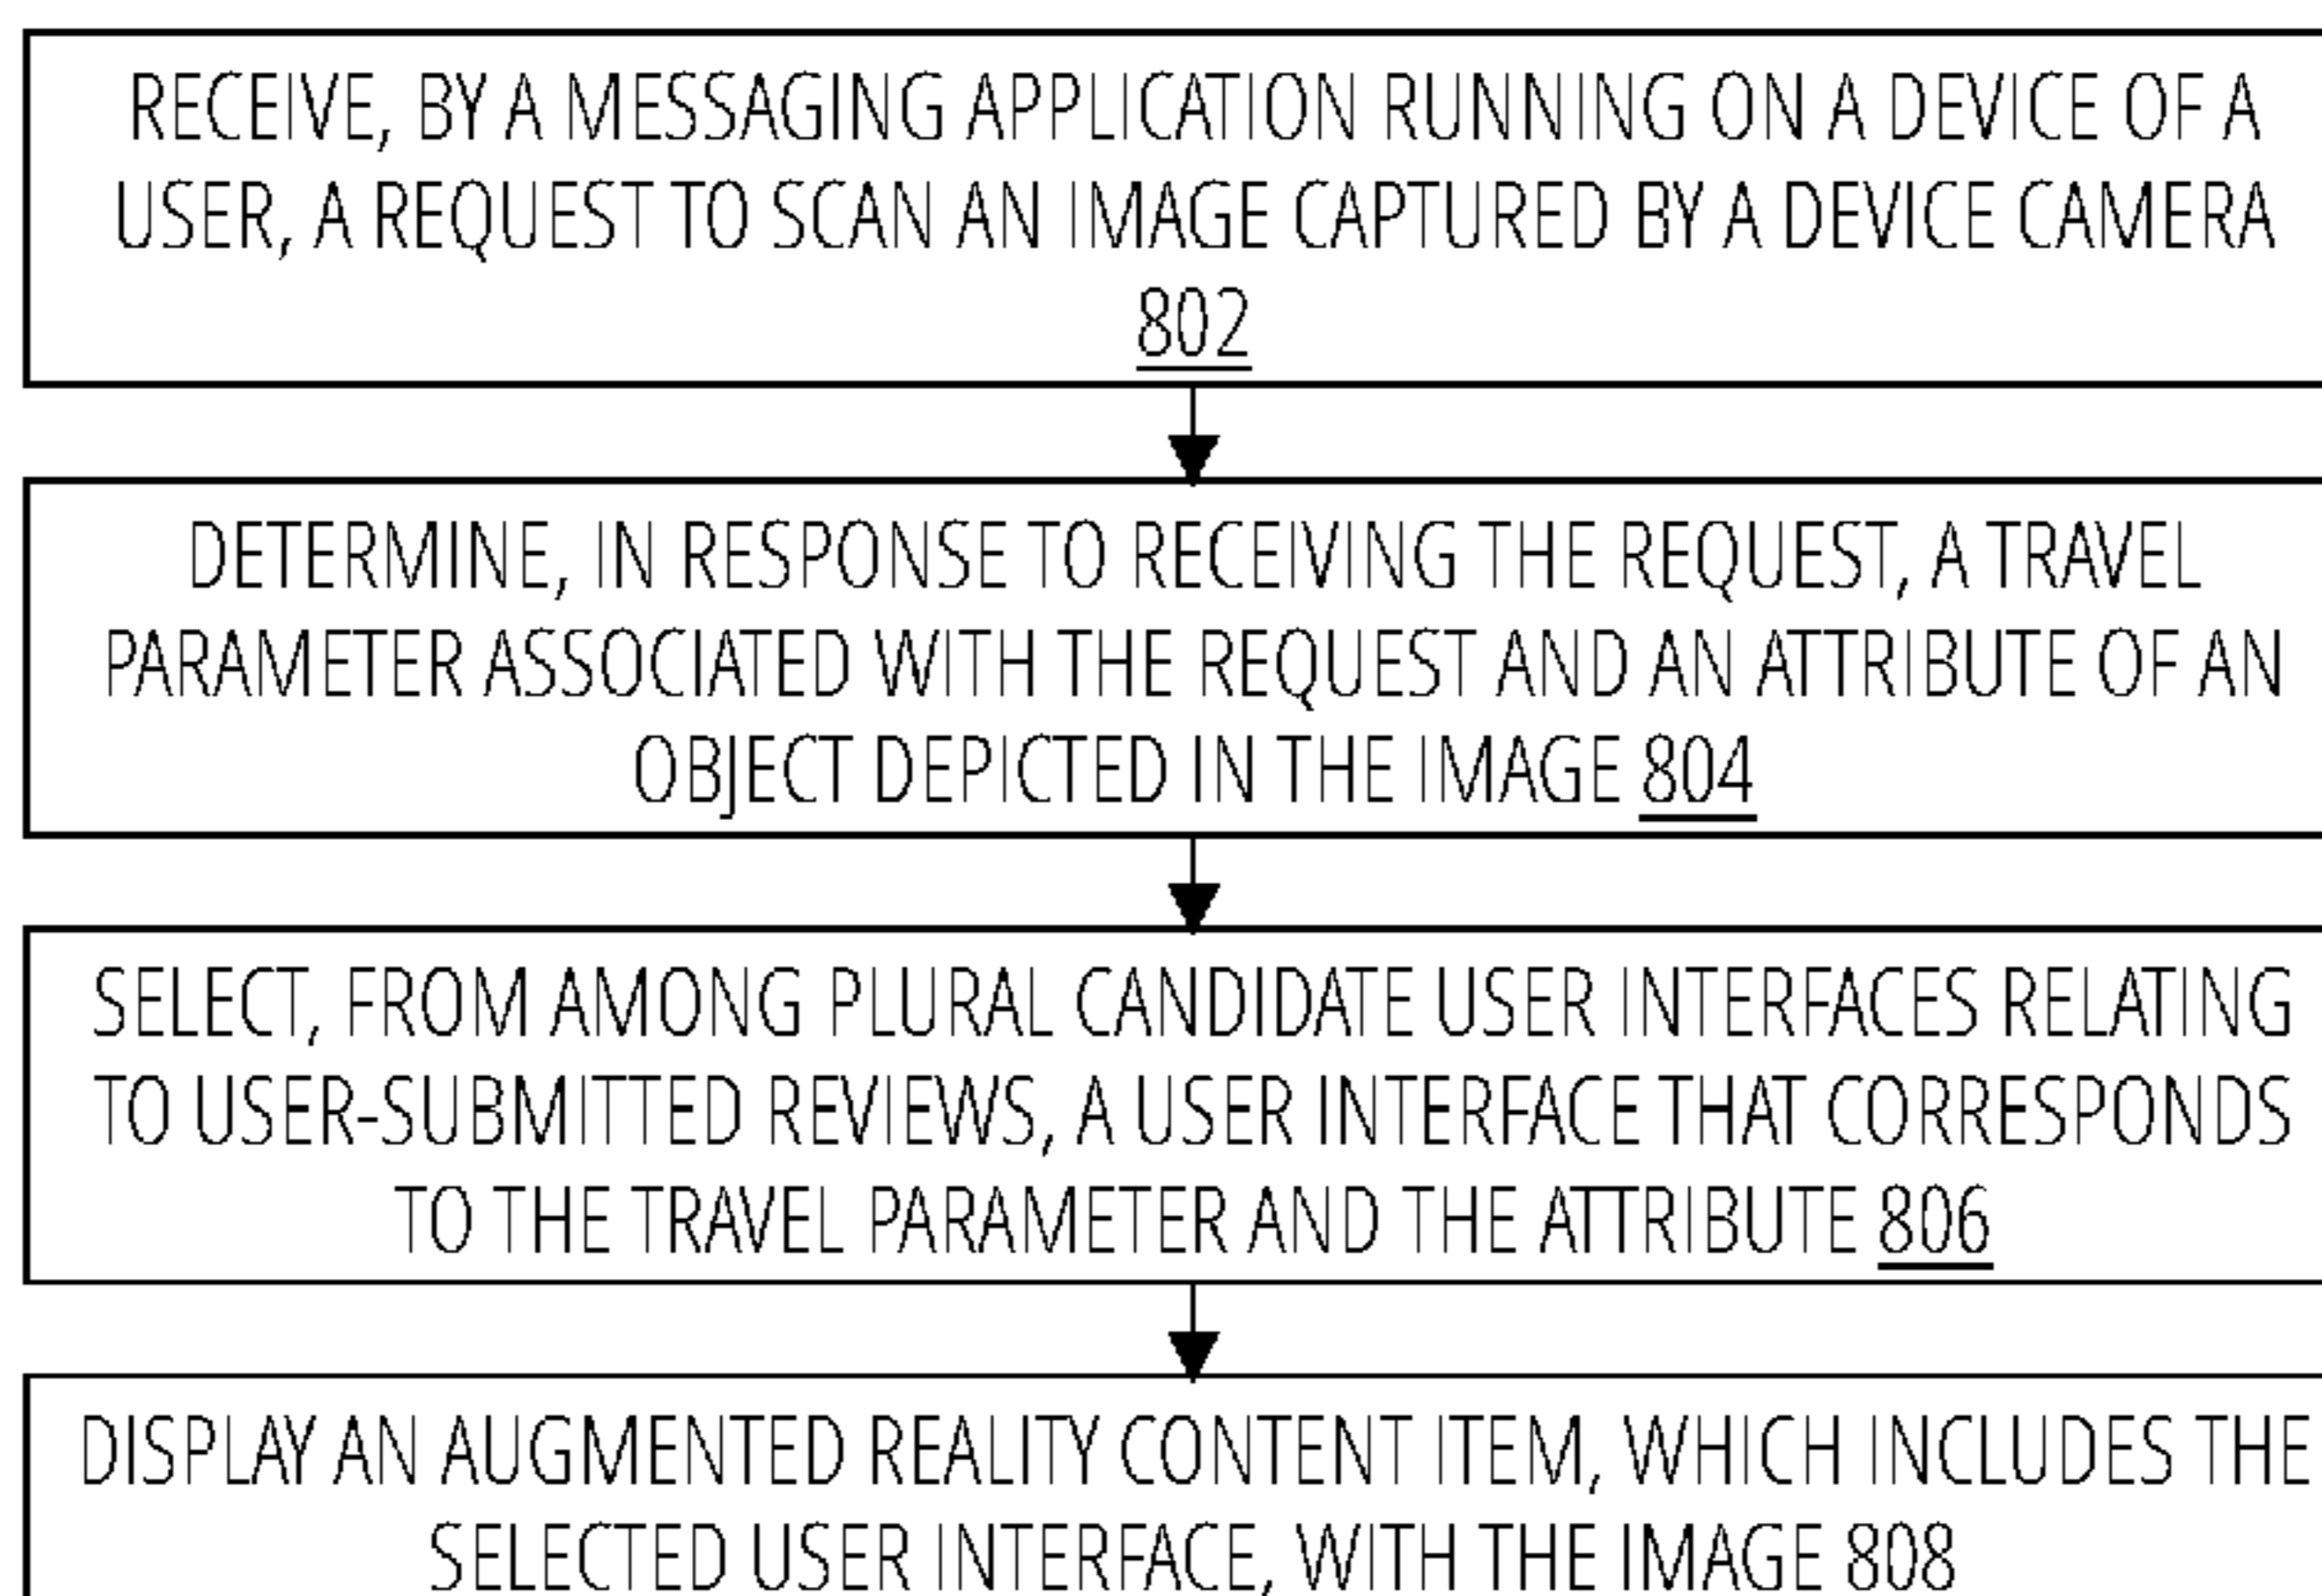 RECEIVE, BY A MESSAGING APPLICATION RUNNING ON A DEVICE OF A
USER, A REQUEST TO SCAN AN IMAGE CAPTURED BY A DEVICE CAMERA
802
DETERMINE, IN RESPONSE TO RECEIVING THE REQUEST, A TRAVEL
PARAMETER ASSOCIATED WITH THE REQUEST AND AN ATTRIBUTE OF AN
OBJECT DEPICTED IN THE IMAGE 804
SELECT, FROM AMONG PLURAL CANDIDATE USER INTERFACES RELATING
TO USER-SUBMITTED REVIEWS, A USER INTERFACE THAT CORRESPONDS
TO THE TRAVEL PARAMETER AND THE ATTRIBUTE 806
DISPLAY AN AUGMENTED REALITY CONTENT ITEM, WHICH INCLUDES THE
SELECTED USER INTERFACE, WITH THE IMAGE 808